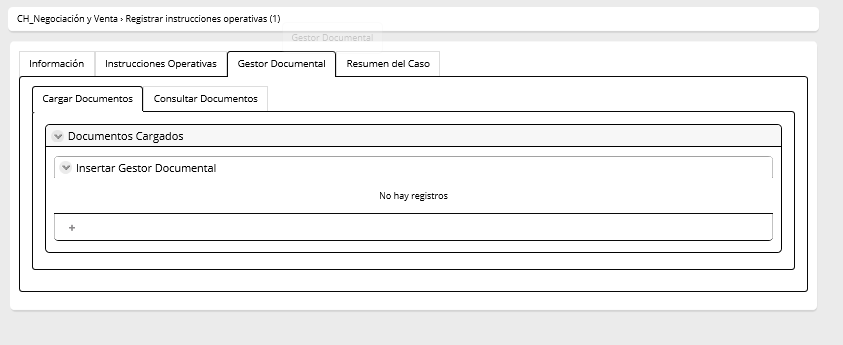 CH_Negociación y Venta › Registrar instrucciones operativas (1)
Gestor Documental
Información Instrucciones Operativas Gestor Documental Resumen del Caso
Cargar Documentos Consultar Documentos
Documentos Cargados
Insertar Gestor Documental
No hay registros
+